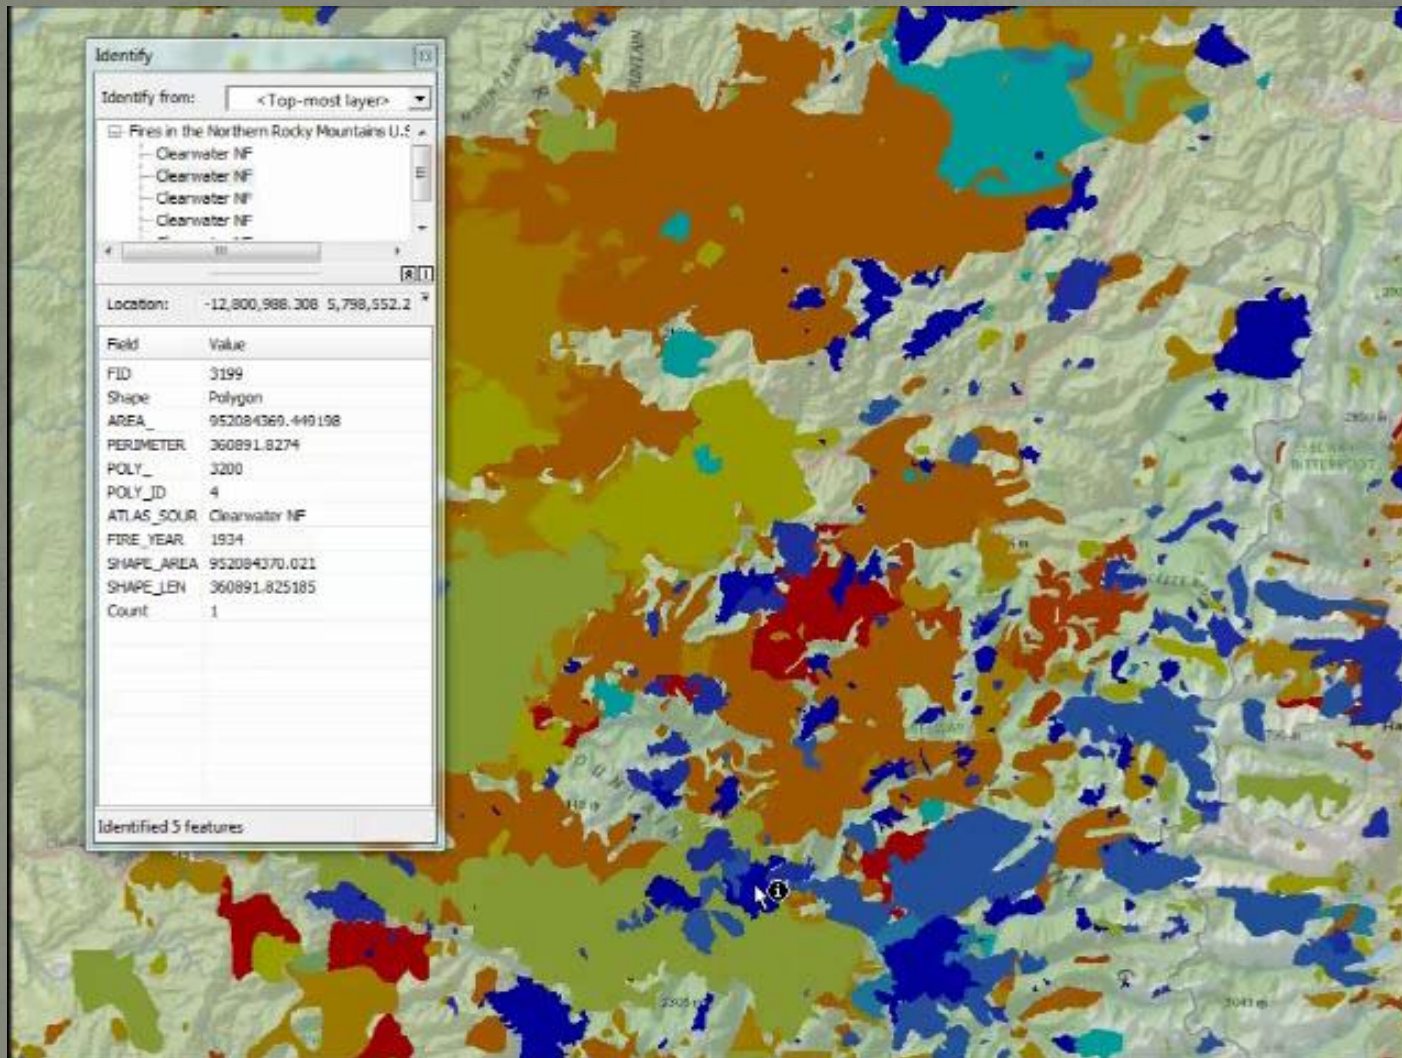 Identify
Identify from: <Top-most layer>
Fires in the Northern Rocky Mountains U.S
Clearwater NF
Clearwater NF
Clearwater NF
Clearwater NF
Location: -12,800,988.308 5,798,552.2
Field Value
FID 3199
Shape Polygon
AREA_ 952084369.449198
PERIMETER 360891.8274
POLY_ 3200
POLY_ID 4
ATLAS_SOUR Clearwater NF
FIRE_YEAR 1934
SHAPE_AREA 952084370.021
SHAPE_LEN 360891.825185
Count 1
Identified 5 features
BITTERROOT
3043 m